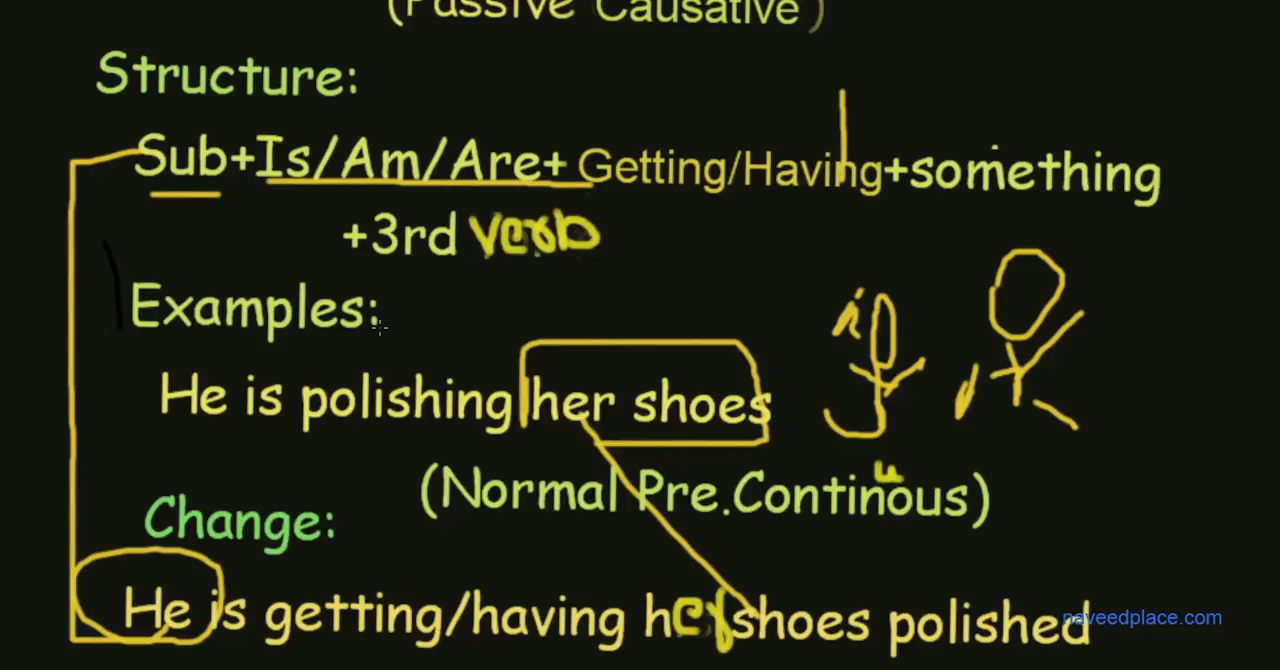 (Passive Causative)
Structure:
Sub+Is/Am/Are+ Getting/Having+something
+3rd verb
Examples:
He is polishing her shoes
(Normal Pre.Continous)
u
Change:
He is getting/having her shoes polished
naveedplace.com